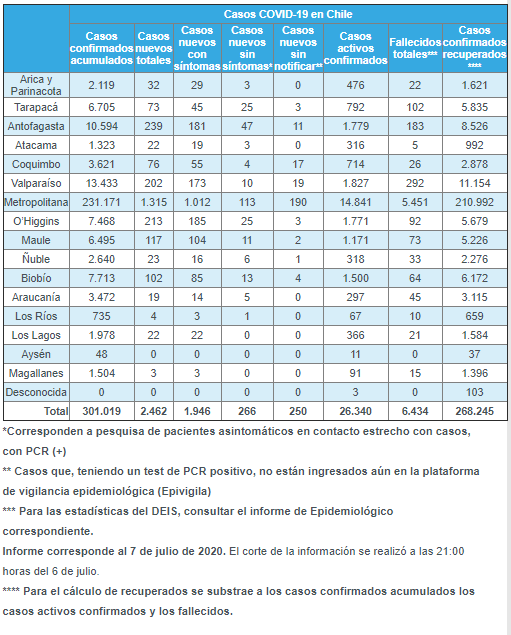 Casos COVID-19 en Chile
Casos confirmados acumulados Casos nuevos totales Casos nuevos con síntomas Casos nuevos sin síntomas* Casos nuevos sin notificar** Casos activos confirmados Fallecidos totales*** Casos confirmados recuperados ****
Arica y Parinacota 2.119 32 29 3 0 476 22 1.621
Tarapacá 6.705 73 45 25 3 792 102 5.835
Antofagasta 10.594 239 181 47 11 1.779 183 8.526
Atacama 1.323 22 19 3 0 316 5 992
Coquimbo 3.621 76 55 4 17 714 26 2.878
Valparaíso 13.433 202 173 10 19 1.827 292 11.154
Metropolitana 231.171 1.315 1.012 113 190 14.841 5.451 210.992
O'Higgins 7.468 213 185 25 3 1.771 92 5.679
Maule 6.495 117 104 11 2 1.171 73 5.226
Ñuble 2.640 23 16 6 1 318 33 2.276
Biobío 7.713 102 85 13 4 1.500 64 6.172
Araucanía 3.472 19 14 5 0 297 45 3.115
Los Ríos 735 4 3 1 0 67 10 659
Los Lagos 1.978 22 22 0 0 366 21 1.584
Aysén 48 0 0 0 0 11 0 37
Magallanes 1.504 3 3 0 0 91 15 1.396
Desconocida 0 0 0 0 3 0 103
Total 301.019 2.462 1.946 266 250 26.340 6.434 268.245
*Corresponden a pesquisa de pacientes asintomáticos en contacto estrecho con casos,
con PCR (+)
** Casos que, teniendo un test de PCR positivo, no están ingresados aún en la plataforma
de vigilancia epidemiológica (Epivigila)
*** Para las estadísticas del DEIS, consultar el informe de Epidemiológico
correspondiente.
Informe corresponde al 7 de julio de 2020. El corte de la información se realizó a las 21:00
horas del 6 de julio.
**** Para el cálculo de recuperados se substrae a los casos confirmados acumulados los
casos activos confirmados y los fallecidos.